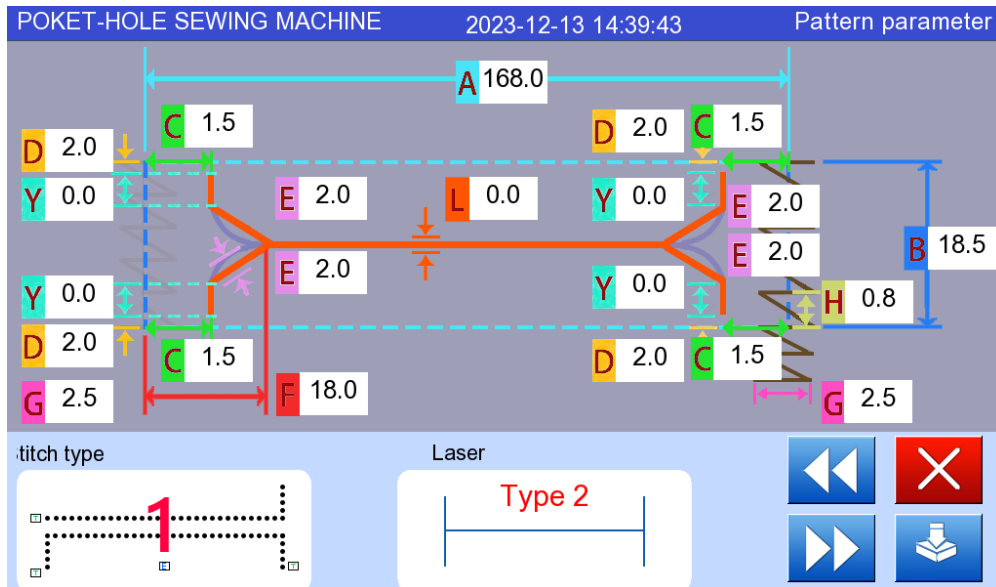 POKET-HOLE SEWING MACHINE 2023-12-13 14:39:43 Pattern parameter
A 168.0
C 1.5 D 2.0 C 1.5
D 2.0
Y 0.0 E 2.0 L 0.0 Y 0.0 E 2.0
E 2.0 E 2.0 B 18.5
Y 0.0 Y 0.0 H 0.8
D 2.0 C 1.5 D 2.0 C 1.5
G 2.5 F 18.0 G 2.5
titch type Laser
1 Type 2
T
E
T T